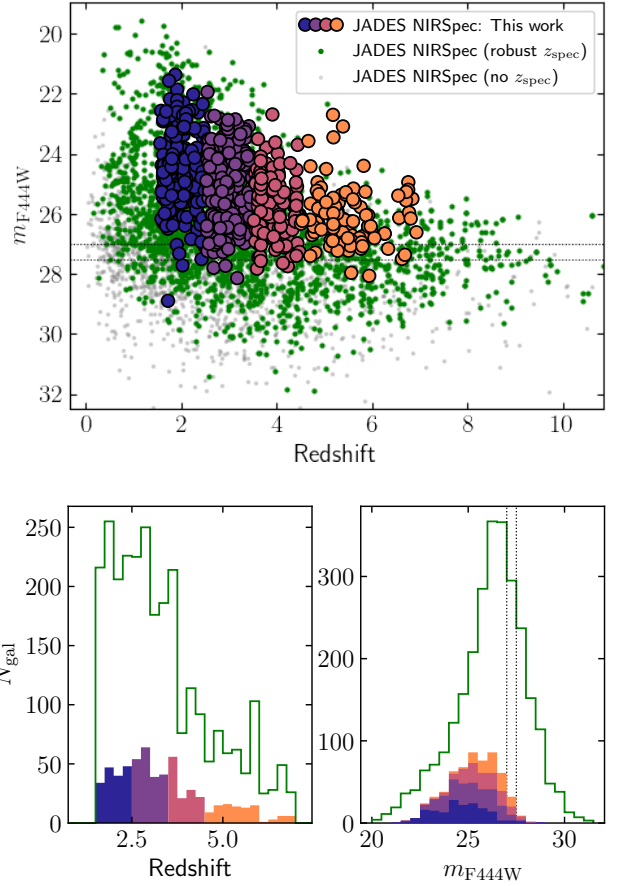 20
22
24
26
28
30
32
m_F444W
JADES NIRSpec: This work
JADES NIRSpec (robust z_spec)
JADES NIRSpec (no z_spec)
0 2 4 6 8 10
Redshift
250
200
150
100
50
0
N_gal
2.5 5.0
Redshift
300
200
100
0
20 25 30
m_F444W